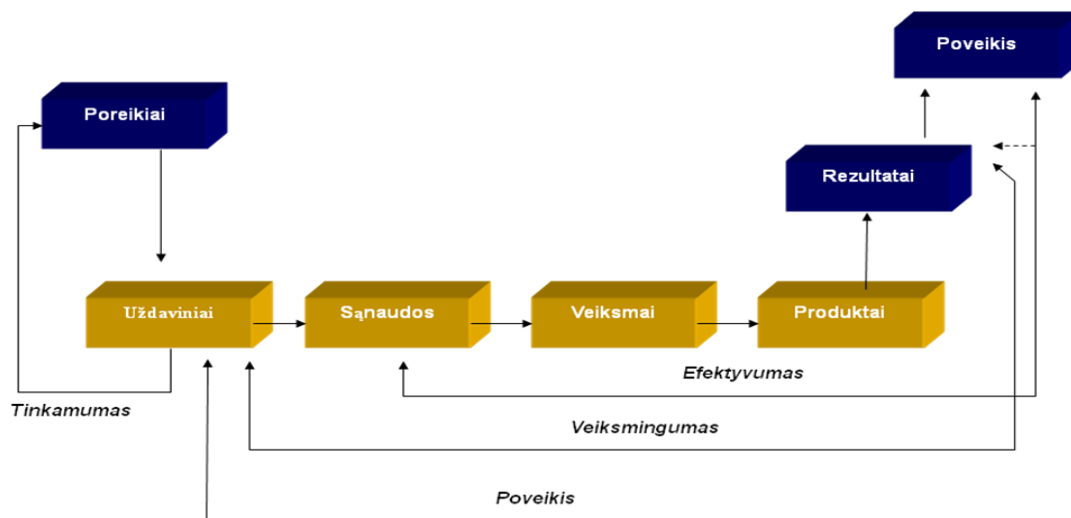 Poveikis
Poreikiai
Rezultatai
Uždaviniai
Sąnaudos
Veiksmai
Produktai
Efektyvumas
Tinkamumas
Veiksmingumas
Poveikis